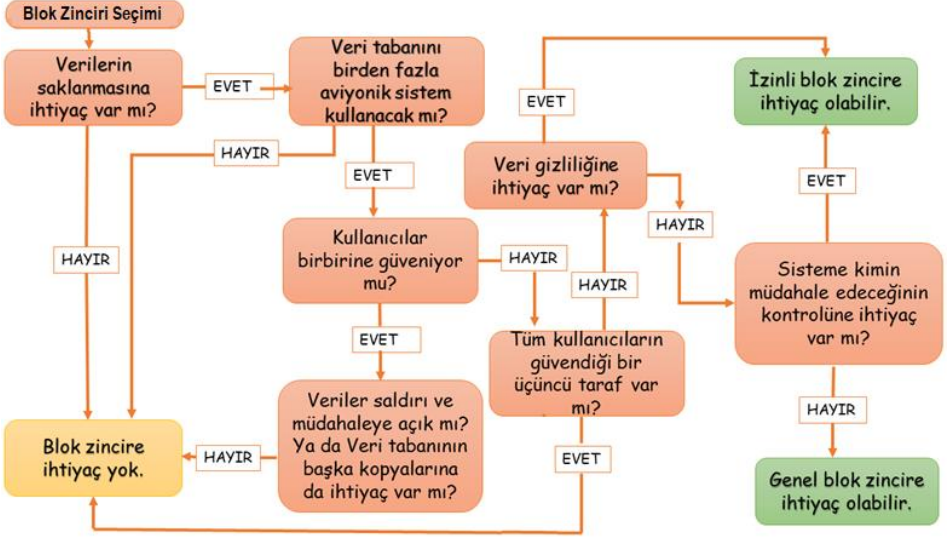 Blok Zinciri Seçimi
Verilerin
saklanmasına
ihtiyaç var mı?
EVET
Veri tabanını
birden fazla
aviyonik sistem
kullanacak mı?
HAYIR
EVET
HAYIR
Kullanıcılar
birbirine güveniyor
mu?
HAYIR
EVET
Veriler saldırı ve
müdahaleye açık mı?
Ya da Veri tabanının
başka kopyalarına
da ihtiyaç var mı?
HAYIR
Blok zincire
ihtiyaç yok.
Tüm kullanıcıların
güvendiği bir
üçüncü taraf var
mı?
EVET
HAYIR
Veri gizliliğine
ihtiyaç var mı?
EVET
HAYIR
İzinli blok zincire
ihtiyaç olabilir.
EVET
Sisteme kimin
müdahale edeceğinin
kontrolüne ihtiyaç
var mı?
HAYIR
Genel blok zincire
ihtiyaç olabilir.